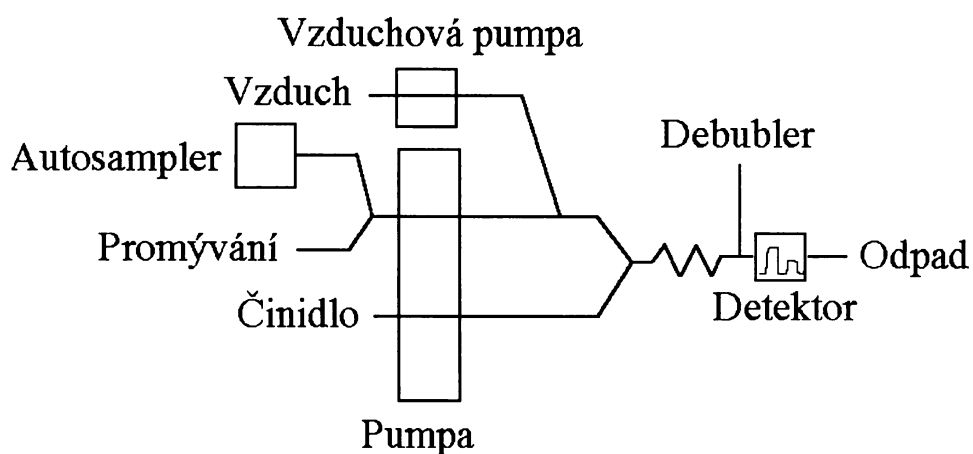 Vzduchová pumpa
Vzduch
Debubler
Autosampler
Promývání
Odpad
Činidlo
Detektor
Pumpa